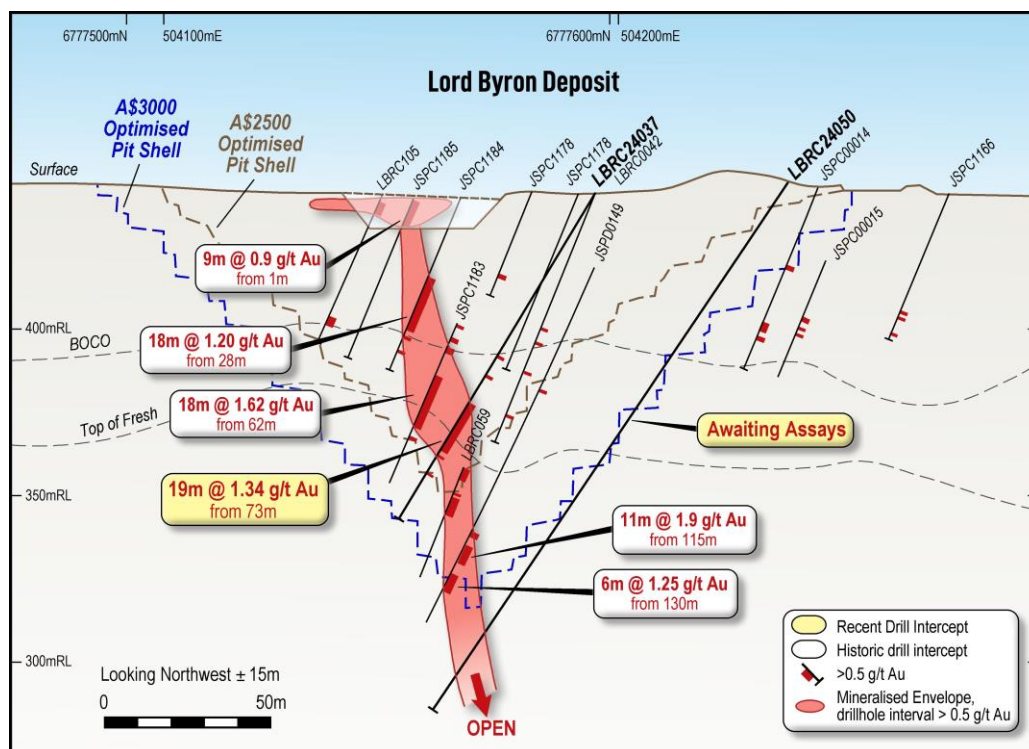 6777500mN
504100mE
6777600mN
504200mE
Lord Byron Deposit
A$3000
Optimised
Pit Shell
A$2500
Optimised
Pit Shell
Surface
LBRC105
JSPC1185
JSPC1184
JSPC1178
JSPC1178
LBRC24037
LBRC0042
LBRC24050
JSPC00014
JSPC1166
JSPD0149
JSPC00015
JSPC1183
LBRC059
9m @ 0.9 g/t Au
from 1m
400mRL
BOCO
18m @ 1.20 g/t Au
from 28m
Top of Fresh
18m @ 1.62 g/t Au
from 62m
Awaiting Assays
19m @ 1.34 g/t Au
from 73m
350mRL
11m @ 1.9 g/t Au
from 115m
6m @ 1.25 g/t Au
from 130m
300mRL
Looking Northwest ± 15m
0
50m
OPEN
Recent Drill Intercept
Historic drill intercept
>0.5 g/t Au
Mineralised Envelope,
drillhole interval > 0.5 g/t Au